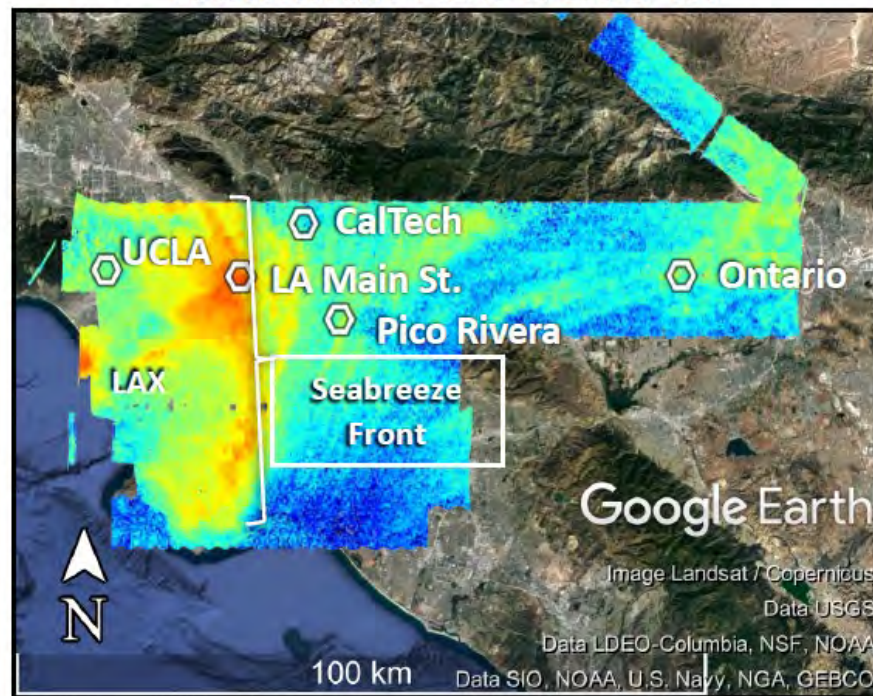 UCLA
CalTech
LA Main St.
Ontario
Pico Rivera
LAX
Seabreeze
Front
Google Earth
N
Image Landsat / Copernicus
Data USGS
Data LDEO-Columbia, NSF, NOAA
100 km
Data SIO, NOAA, U.S. Navy, NGA, GEBCO